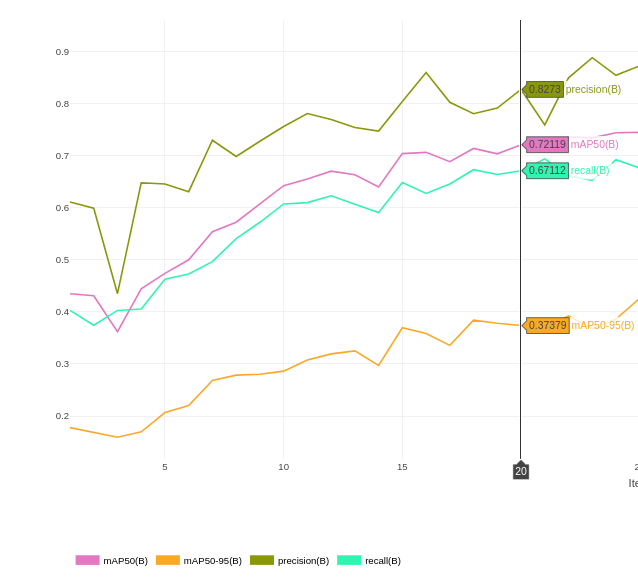 0.9
0.8
0.7
0.6
0.5
0.4
0.3
0.2
0.8273 precision(B)
0.72119 mAP50(B)
0.67112 recall(B)
0.37379 mAP50-95(B)
5 10 15 20 2
Ite
mAP50(B) mAP50-95(B) precision(B) recall(B)